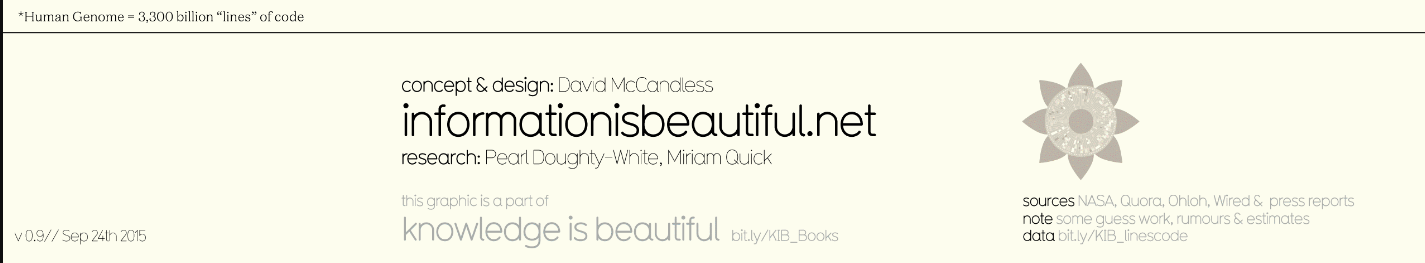 *Human Genome = 3,300 billion “lines” of code
concept & design: David McCandless
informationisbeautiful.net
research: Pearl Doughty-White, Miriam Quick
this graphic is a part of
knowledge is beautiful bit.ly/KIB_Books
v 0.9// Sep 24th 2015
sources NASA, Quora, Ohloh, Wired & press reports
note some guess work, rumours & estimates
data bit.ly/KIB_linescode